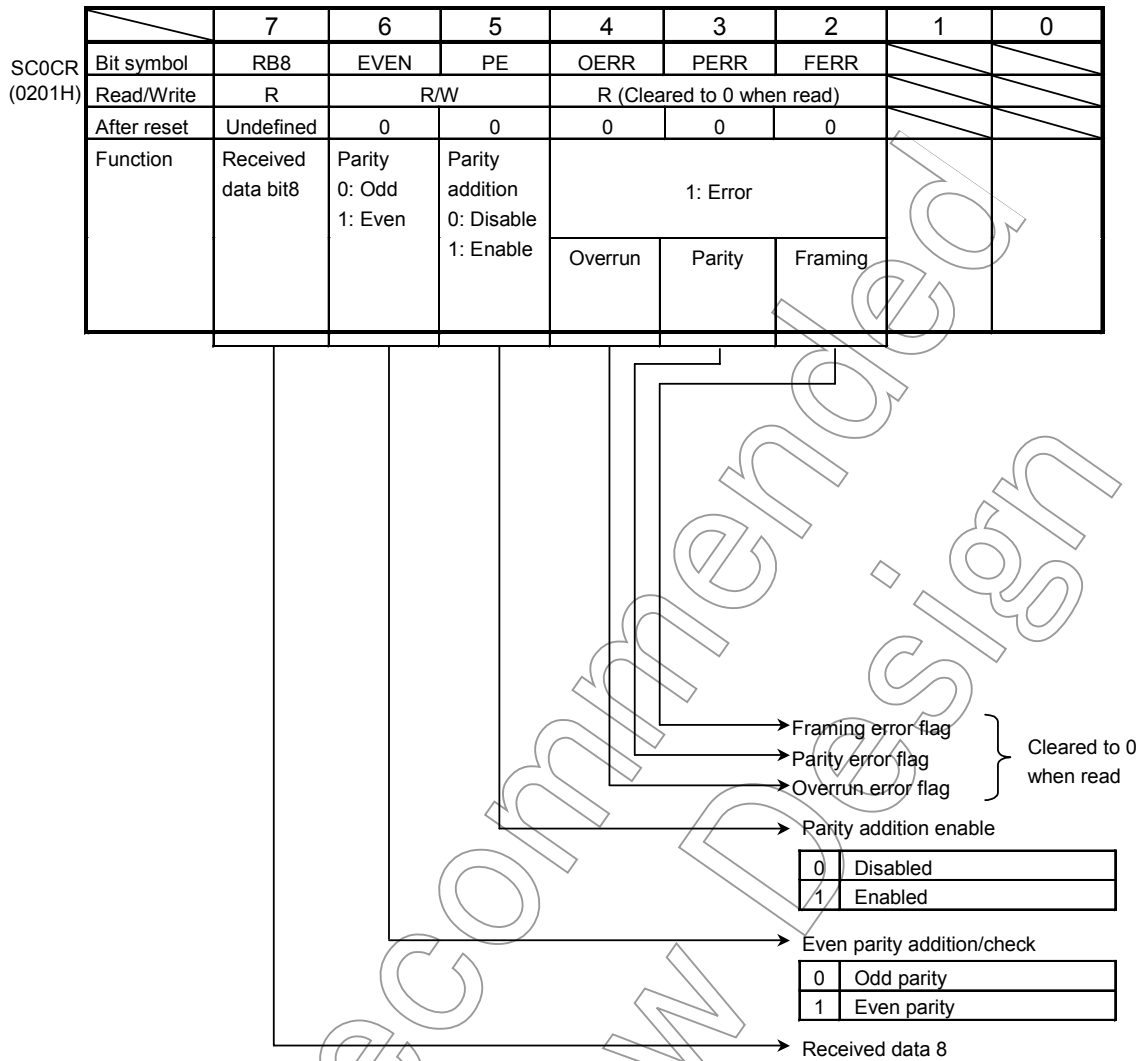 7 6 5 4 3 2 1 0
SC0CR (0201H)
Bit symbol RB8 EVEN PE OERR PERR FERR
Read/Write R R/W R (Cleared to 0 when read)
After reset Undefined 0 0 0 0 0
Function Received data bit8 Parity 0: Odd 1: Even Parity addition 0: Disable 1: Enable 1: Error
Overrun Parity Framing
Framing error flag
Parity error flag
Overrun error flag
Cleared to 0
when read
Parity addition enable
0 Disabled
1 Enabled
Even parity addition/check
0 Odd parity
1 Even parity
Received data 8
ecommended
w Design